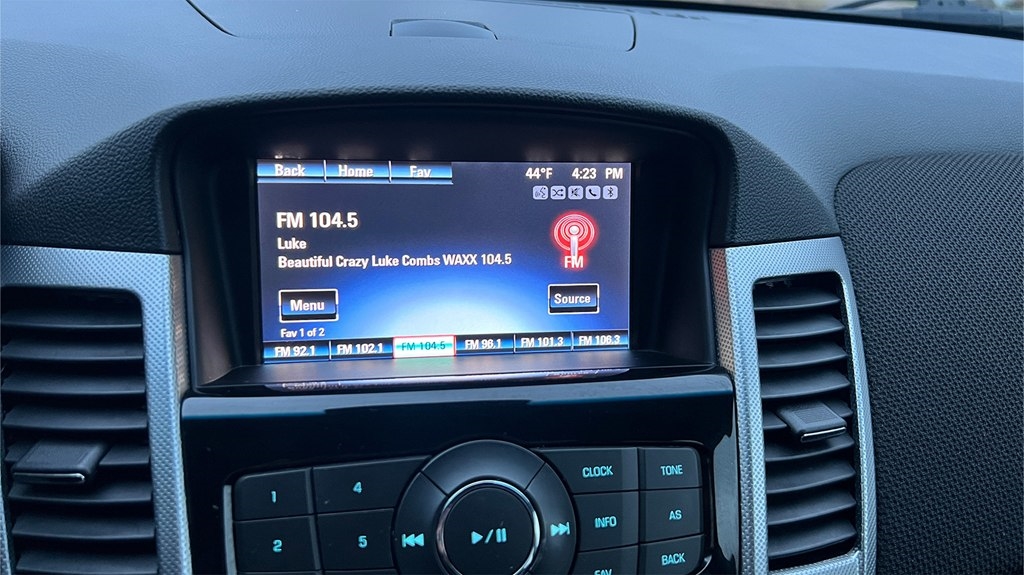 Back Home Fav 44°F 4:23 PM
FM 104.5
Luke
Beautiful Crazy Luke Combs WAXX 104.5
FM
Menu Source
Fav 1 of 2
FM 92.1 FM 102.1 FM 104.5 FM 96.1 FM 101.3 FM 106.3
1 4 CLOCK TONE
2 5 INFO AS
FAV BACK